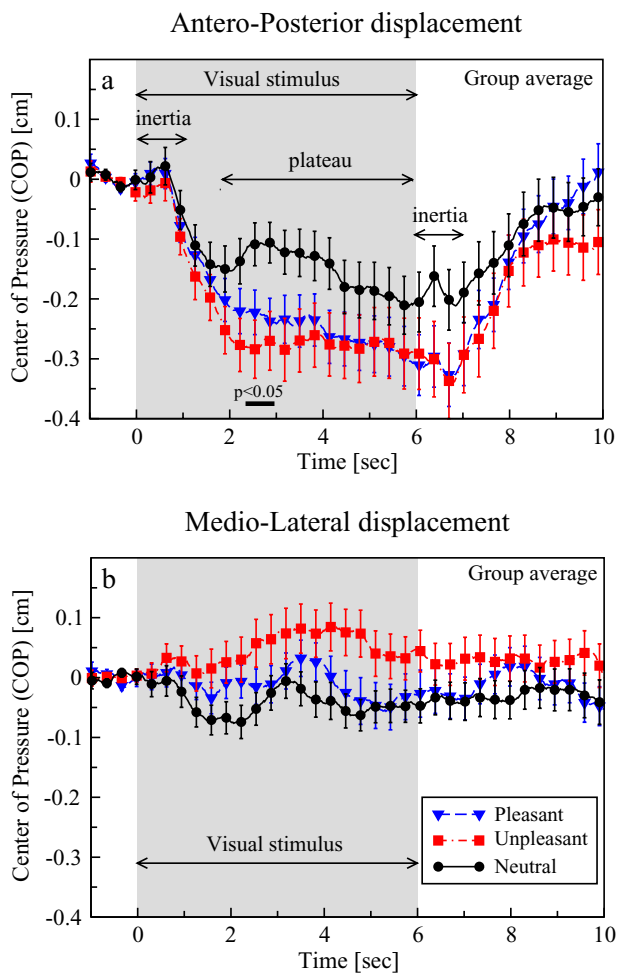 Antero-Posterior displacement
a
Visual stimulus
Group average
inertia
plateau
inertia
p<0.05
Center of Pressure (COP) [cm]
0.1
0
-0.1
-0.2
-0.3
-0.4
0
2
4
6
8
10
Time [sec]
Medio-Lateral displacement
b
Group average
Center of Pressure (COP) [cm]
0.1
0
-0.1
-0.2
-0.3
-0.4
Pleasant
Unpleasant
Neutral
Visual stimulus
0
2
4
6
8
10
Time [sec]